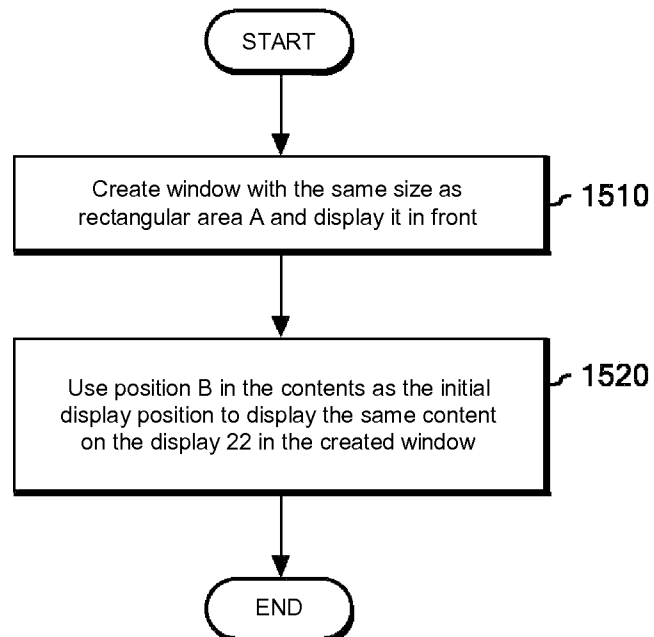 START
Create window with the same size as
rectangular area A and display it in front
1510
Use position B in the contents as the initial
display position to display the same content
on the display 22 in the created window
1520
END